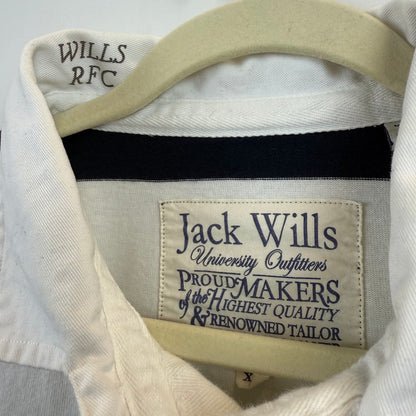 WILLS
RFC
Jack Wills
University Outfitters
PROUD MAKERS
of the HIGHEST QUALITY
& RENOWNED TAILOR
X